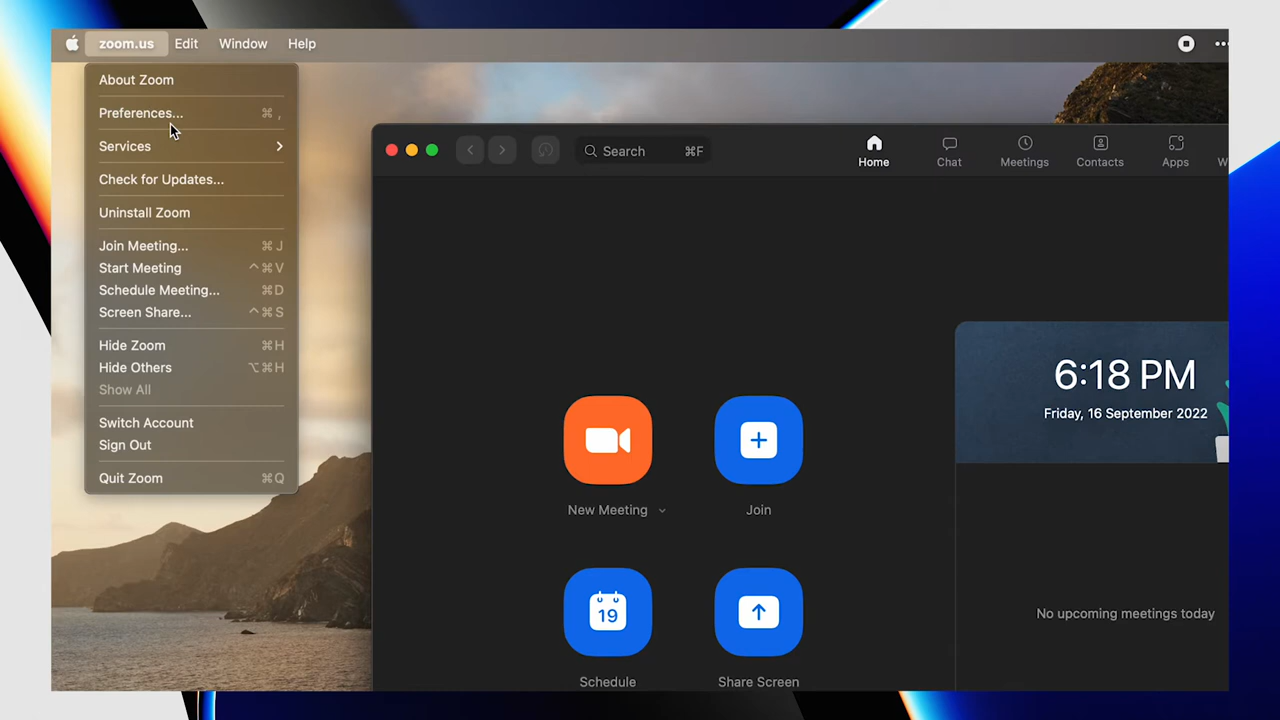 zoom.us Edit Window Help
About Zoom
Preferences... ⌘ ,
Services
Check for Updates...
Uninstall Zoom
Join Meeting... ⌘ J
Start Meeting ^ ⌘ V
Schedule Meeting... ⌘ D
Screen Share... ^ ⌘ S
Hide Zoom ⌘ H
Hide Others ⌥ ⌘ H
Show All
Switch Account
Sign Out
Quit Zoom ⌘ Q
Search ⌘F
Home Chat Meetings Contacts Apps W
6:18 PM
Friday, 16 September 2022
New Meeting
Join
19
Schedule
Share Screen
No upcoming meetings today